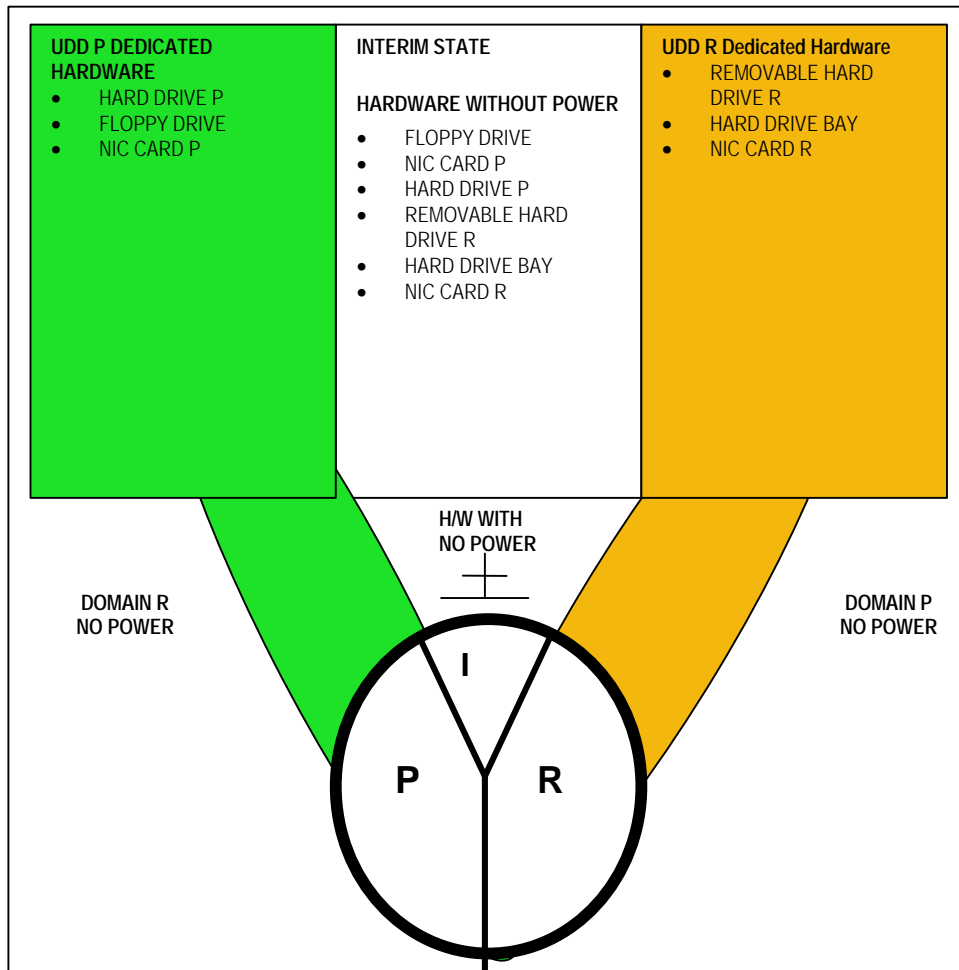 UDD P DEDICATED
HARDWARE
• HARD DRIVE P
• FLOPPY DRIVE
• NIC CARD P
INTERIM STATE
HARDWARE WITHOUT POWER
• FLOPPY DRIVE
• NIC CARD P
• HARD DRIVE P
• REMOVABLE HARD
DRIVE R
• HARD DRIVE BAY
• NIC CARD R
UDD R Dedicated Hardware
• REMOVABLE HARD
DRIVE R
• HARD DRIVE BAY
• NIC CARD R
H/W WITH
NO POWER
DOMAIN R
NO POWER
DOMAIN P
NO POWER
I
P
R